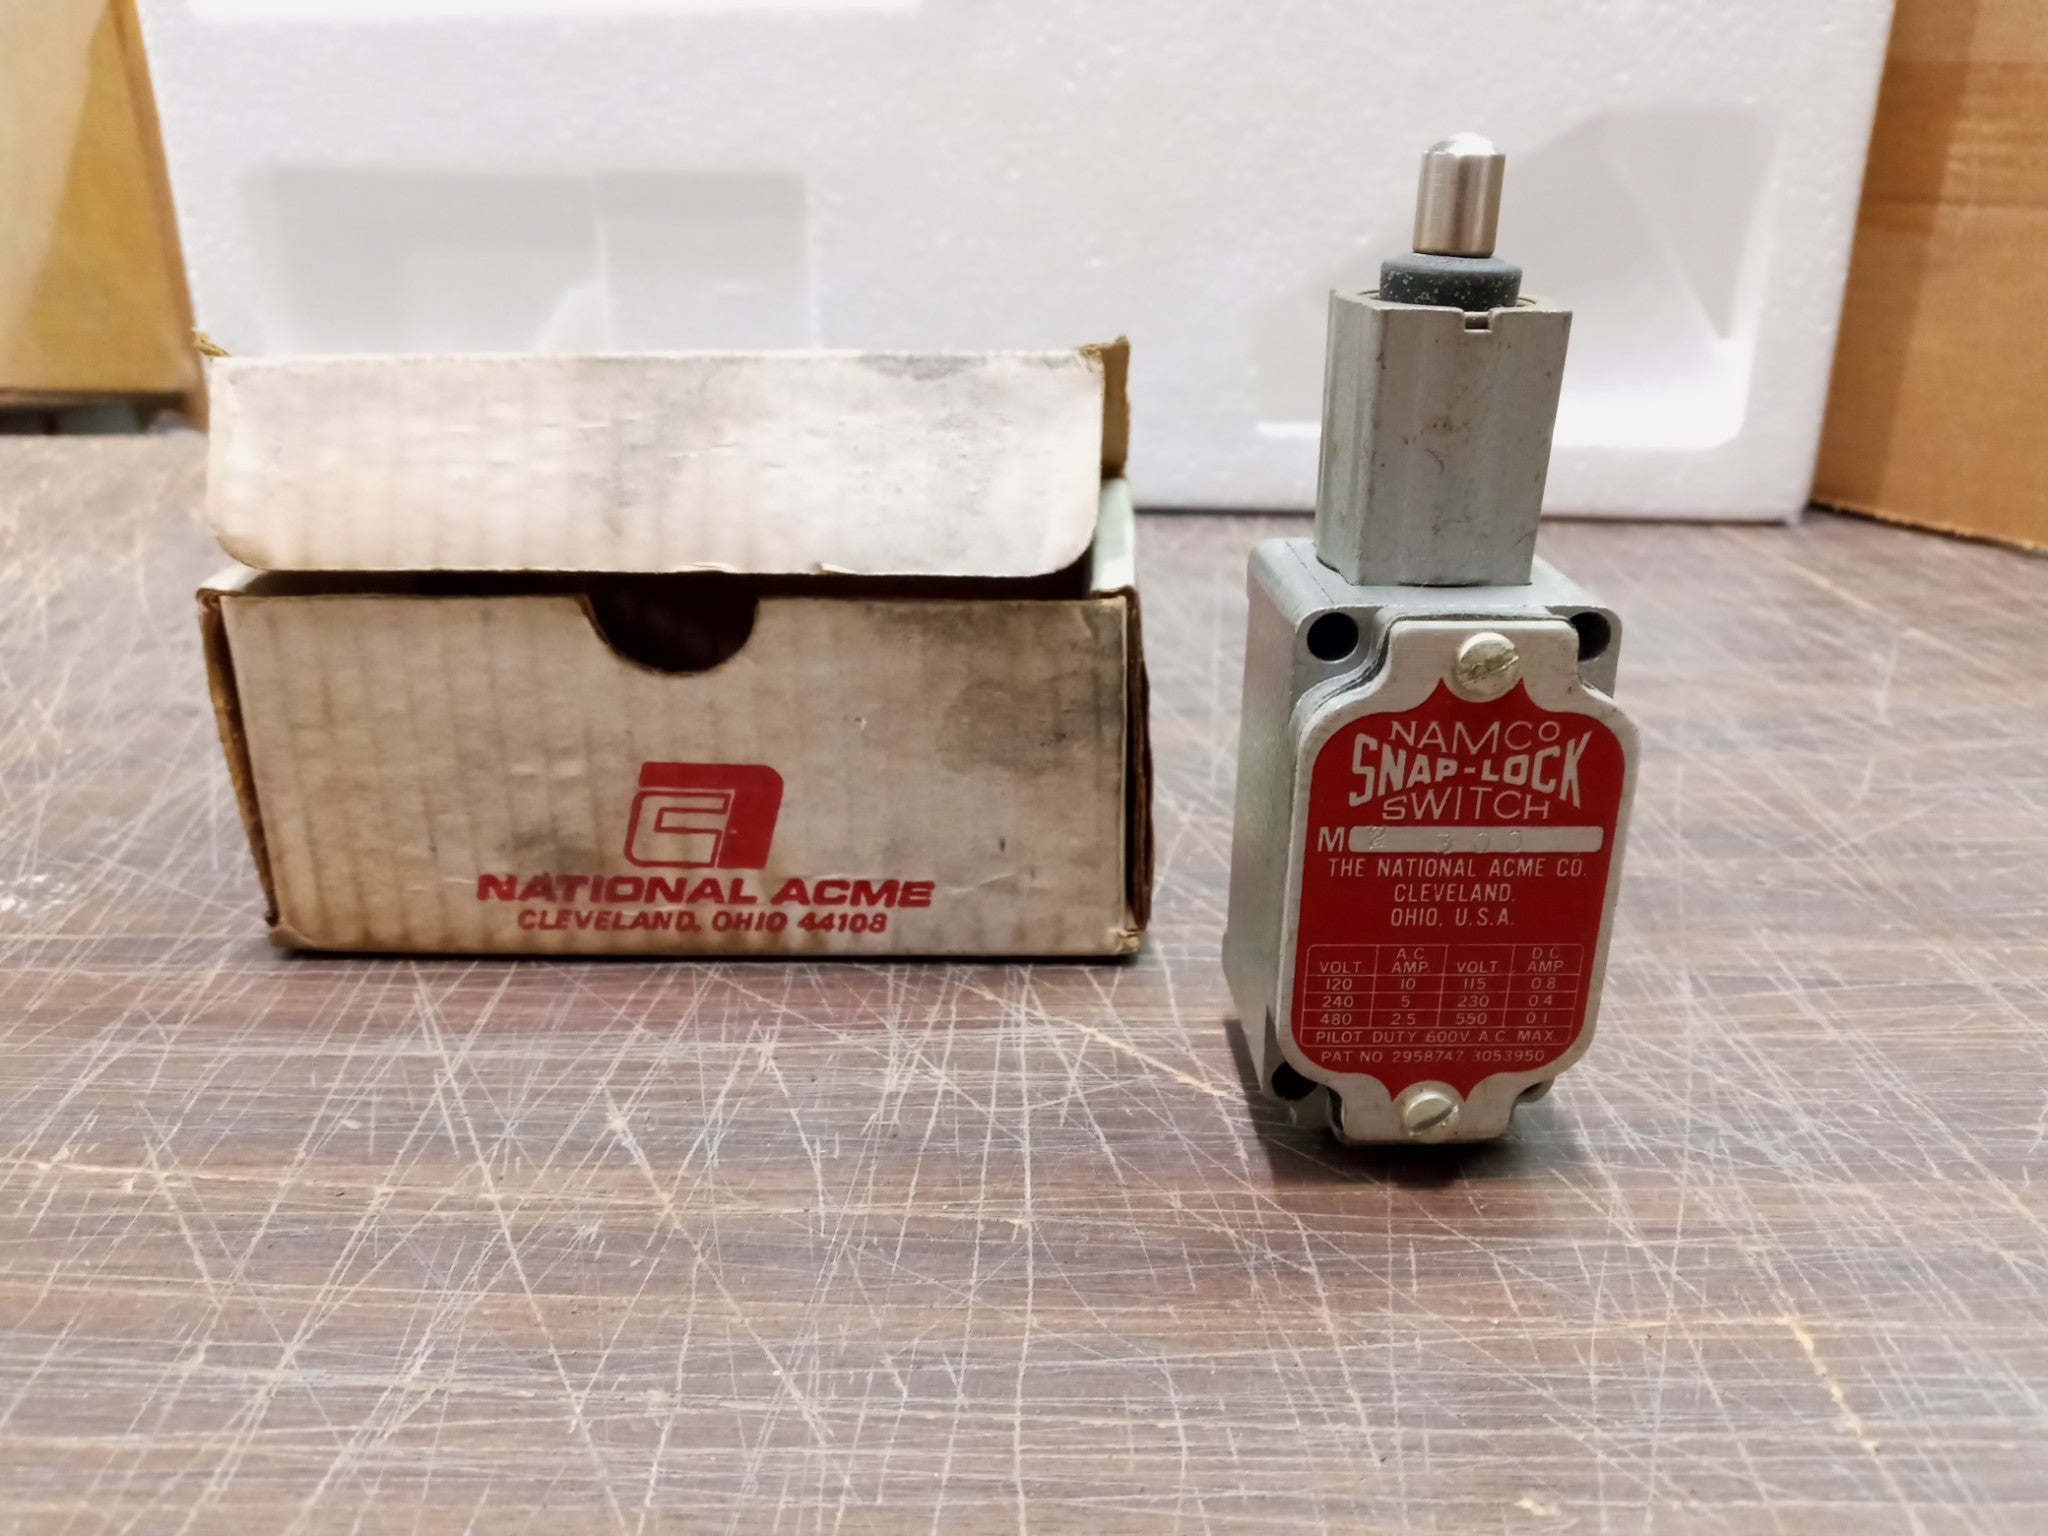 NATIONAL ACME
CLEVELAND, OHIO 44108
NAMCO
SNAP-LOCK
SWITCH
M 2 300
THE NATIONAL ACME CO.
CLEVELAND,
OHIO, U.S.A.
VOLT A.C. AMP. VOLT D.C. AMP
120 10 115 0.8
240 5 230 0.4
480 2.5 550 0.1
PILOT DUTY 600V. A.C. MAX.
PAT NO 2958747, 3053950